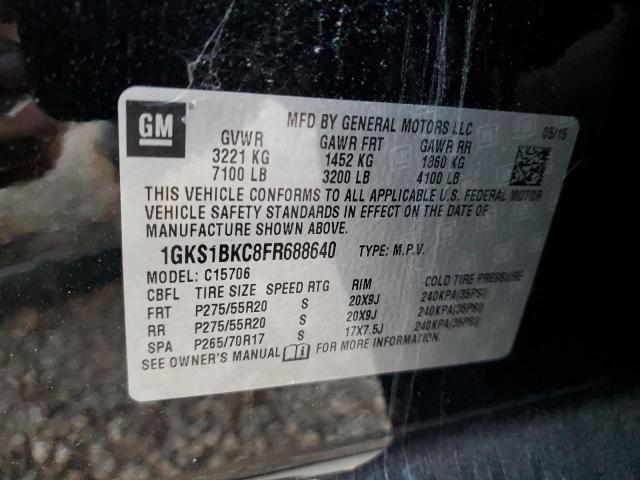 GM
MFD BY GENERAL MOTORS LLC 05/15
GVWR GAWR FRT GAWR RR
3221 KG 1452 KG 1860 KG
7100 LB 3200 LB 4100 LB
THIS VEHICLE CONFORMS TO ALL APPLICABLE U.S. FEDERAL MOTOR
VEHICLE SAFETY STANDARDS IN EFFECT ON THE DATE OF
MANUFACTURE SHOWN ABOVE.
1GKS1BKC8FR688640 TYPE: M.P.V.
MODEL: C15706
CBFL TIRE SIZE SPEED RTG RIM COLD TIRE PRESSURE
FRT P275/55R20 S 20X9J 240KPA(35PSI)
RR P275/55R20 S 20X9J 240KPA(35PSI)
SPA P265/70R17 S 17X7.5J 240KPA(35PSI)
SEE OWNER'S MANUAL FOR MORE INFORMATION.